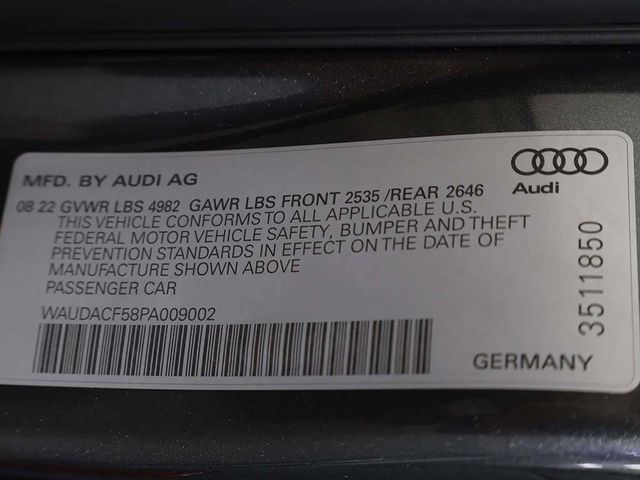 MFD. BY AUDI AG
08 22 GVWR LBS 4982 GAWR LBS FRONT 2535 /REAR 2646
THIS VEHICLE CONFORMS TO ALL APPLICABLE U.S.
FEDERAL MOTOR VEHICLE SAFETY, BUMPER AND THEFT
PREVENTION STANDARDS IN EFFECT ON THE DATE OF
MANUFACTURE SHOWN ABOVE
PASSENGER CAR
WAUDACF58PA009002
Audi
3511850
GERMANY